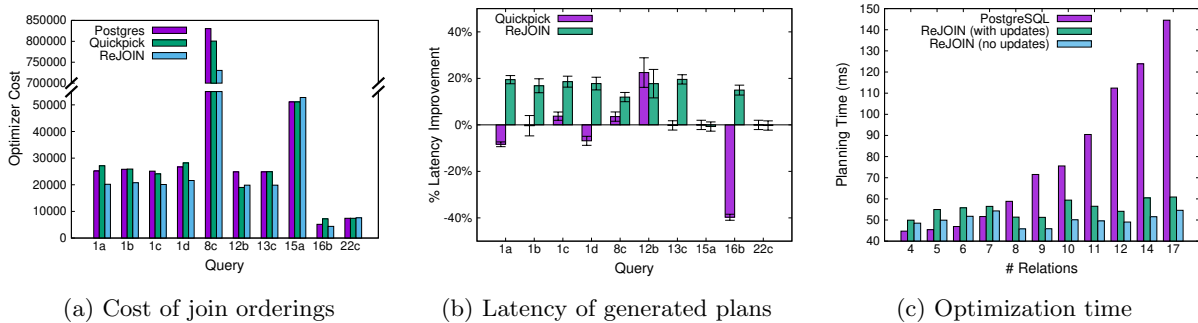 850000
800000
750000
700000
50000
40000
30000
20000
10000
0
Optimizer Cost
Postgres
Quickpick
ReJOIN
1a 1b 1c 1d 8c 12b 13c 15a 16b 22c
Query
(a) Cost of join orderings
40%
20%
0%
-20%
-40%
% Latency Improvement
Quickpick
ReJOIN
1a 1b 1c 1d 8c 12b 13c 15a 16b 22c
Query
(b) Latency of generated plans
150
140
130
120
110
100
90
80
70
60
50
40
Planning Time (ms)
PostgreSQL
ReJOIN (with updates)
ReJOIN (no updates)
4 5 6 7 8 9 10 11 12 14 17
# Relations
(c) Optimization time